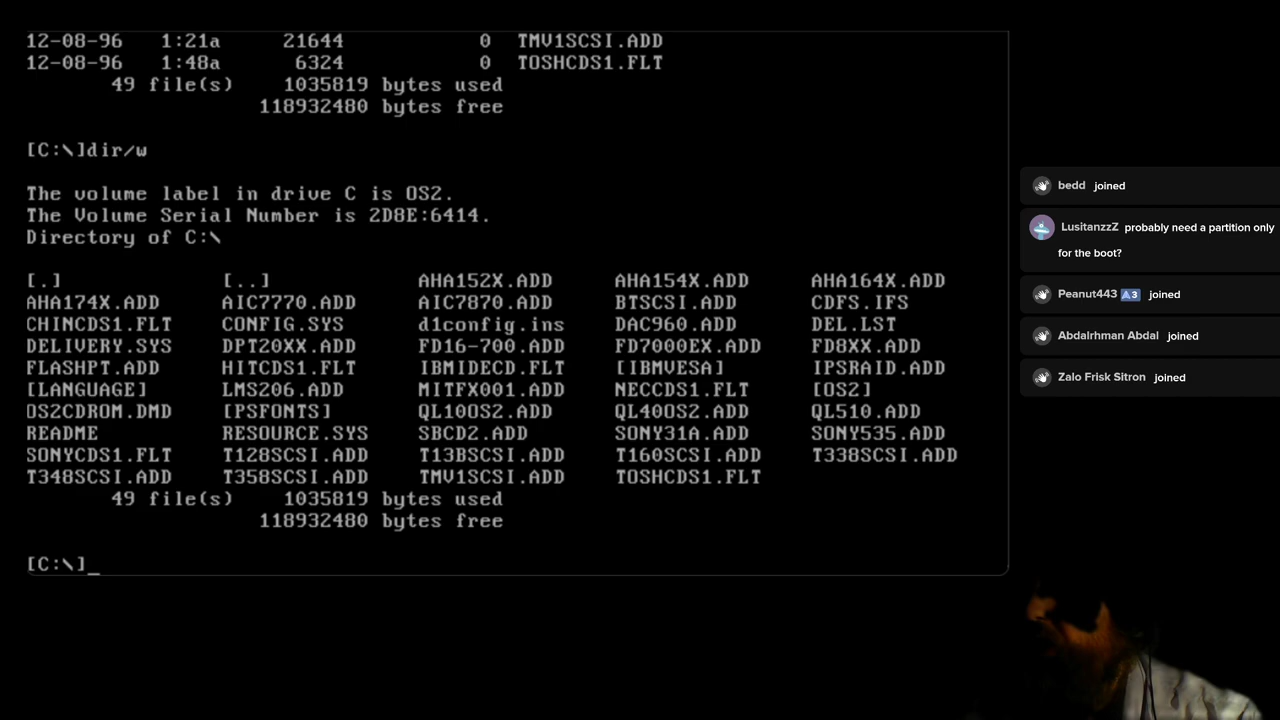 12-08-96 1:21a 21644 0 TMV1SCSI.ADD
12-08-96 1:48a 6324 0 TOSHCDS1.FLT
49 file(s) 1035819 bytes used
118932480 bytes free
[C:\]dir/w
The volume label in drive C is OS2.
The Volume Serial Number is 2D8E:6414.
Directory of C:\
[.] [..] AHA152X.ADD AHA154X.ADD AHA164X.ADD
AHA174X.ADD AIC7770.ADD AIC7870.ADD BTSCSI.ADD CDFS.IFS
CHINCDS1.FLT CONFIG.SYS d1config.ins DAC960.ADD DEL.LST
DELIVERY.SYS DPT20XX.ADD FD16-700.ADD FD7000EX.ADD FD8XX.ADD
FLASHPT.ADD HITCDS1.FLT IBMIDECD.FLT [IBMVESA] IPSRAID.ADD
[LANGUAGE] LMS206.ADD MITFX001.ADD NECCDS1.FLT [OS2]
OS2CDROM.DMD [PSFONTS] QL10OS2.ADD QL40OS2.ADD QL510.ADD
README RESOURCE.SYS SBCD2.ADD SONY31A.ADD SONY535.ADD
SONYCDS1.FLT T128SCSI.ADD T13BSCSI.ADD T160SCSI.ADD T338SCSI.ADD
T348SCSI.ADD T358SCSI.ADD TMV1SCSI.ADD TOSHCDS1.FLT
49 file(s) 1035819 bytes used
118932480 bytes free
[C:\]_
bedd joined
LusitanzzZ probably need a partition only
for the boot?
Peanut443 3 joined
Abdalrhman Abdal joined
Zalo Frisk Sitron joined